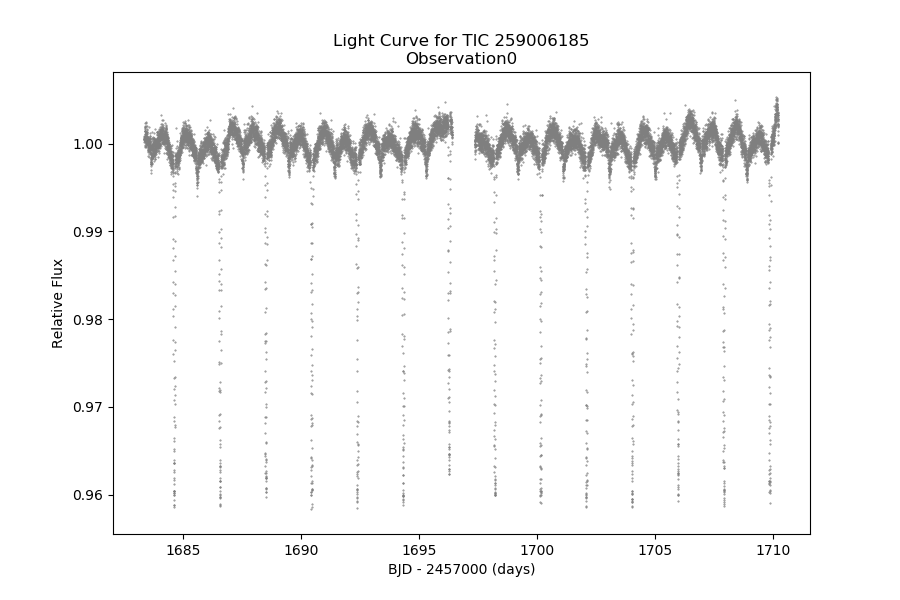 Light Curve for TIC 259006185
Observation0
1.00
0.99
0.98
0.97
0.96
Relative Flux
1685
1690
1695
1700
1705
1710
BJD - 2457000 (days)